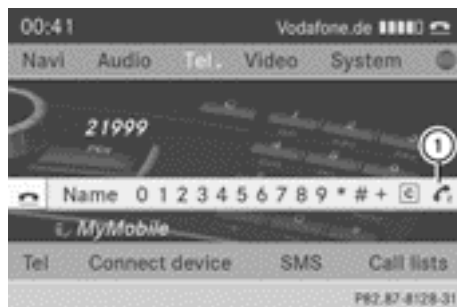 00:41 Vodafone.de
Navi Audio Tel. Video System
21999
1
Name 0 1 2 3 4 5 6 7 8 9 * # + C
MyMobile
Tel Connect device SMS Call lists
P82.87-8128-31